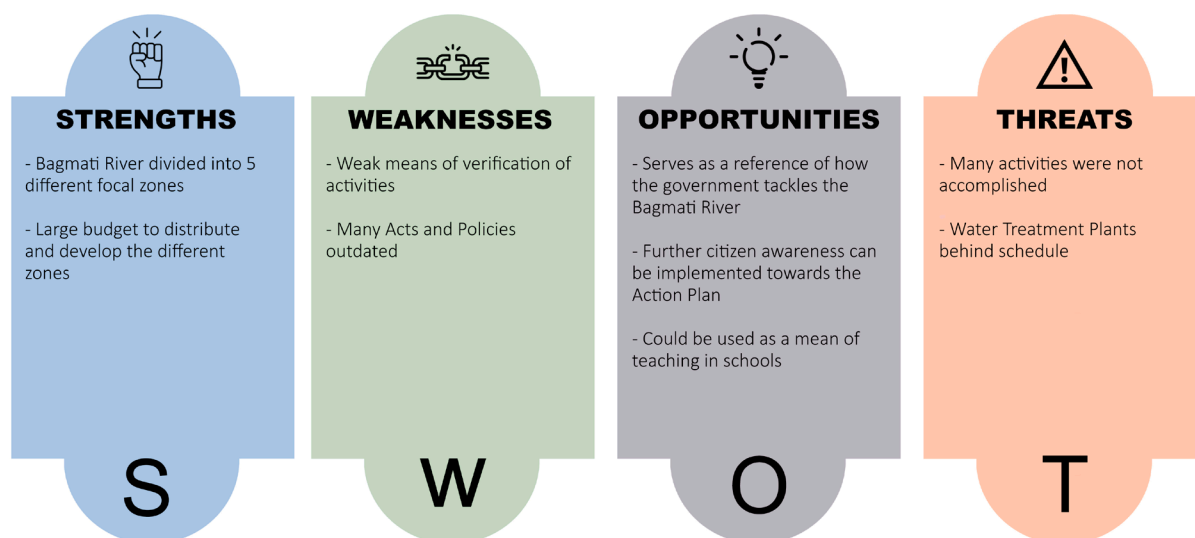 STRENGTHS
- Bagmati River divided into 5
different focal zones
- Large budget to distribute
and develop the different
zones
S
WEAKNESSES
- Weak means of verification of
activities
- Many Acts and Policies
outdated
W
OPPORTUNITIES
- Serves as a reference of how
the government tackles the
Bagmati River
- Further citizen awareness can
be implemented towards the
Action Plan
- Could be used as a mean of
teaching in schools
O
THREATS
- Many activities were not
accomplished
- Water Treatment Plants
behind schedule
T